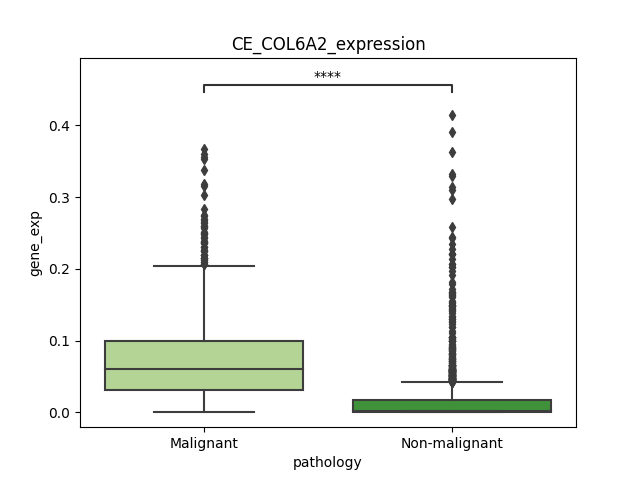 CE_COL6A2_expression
****
gene_exp
0.4
0.3
0.2
0.1
0.0
Malignant
Non-malignant
pathology